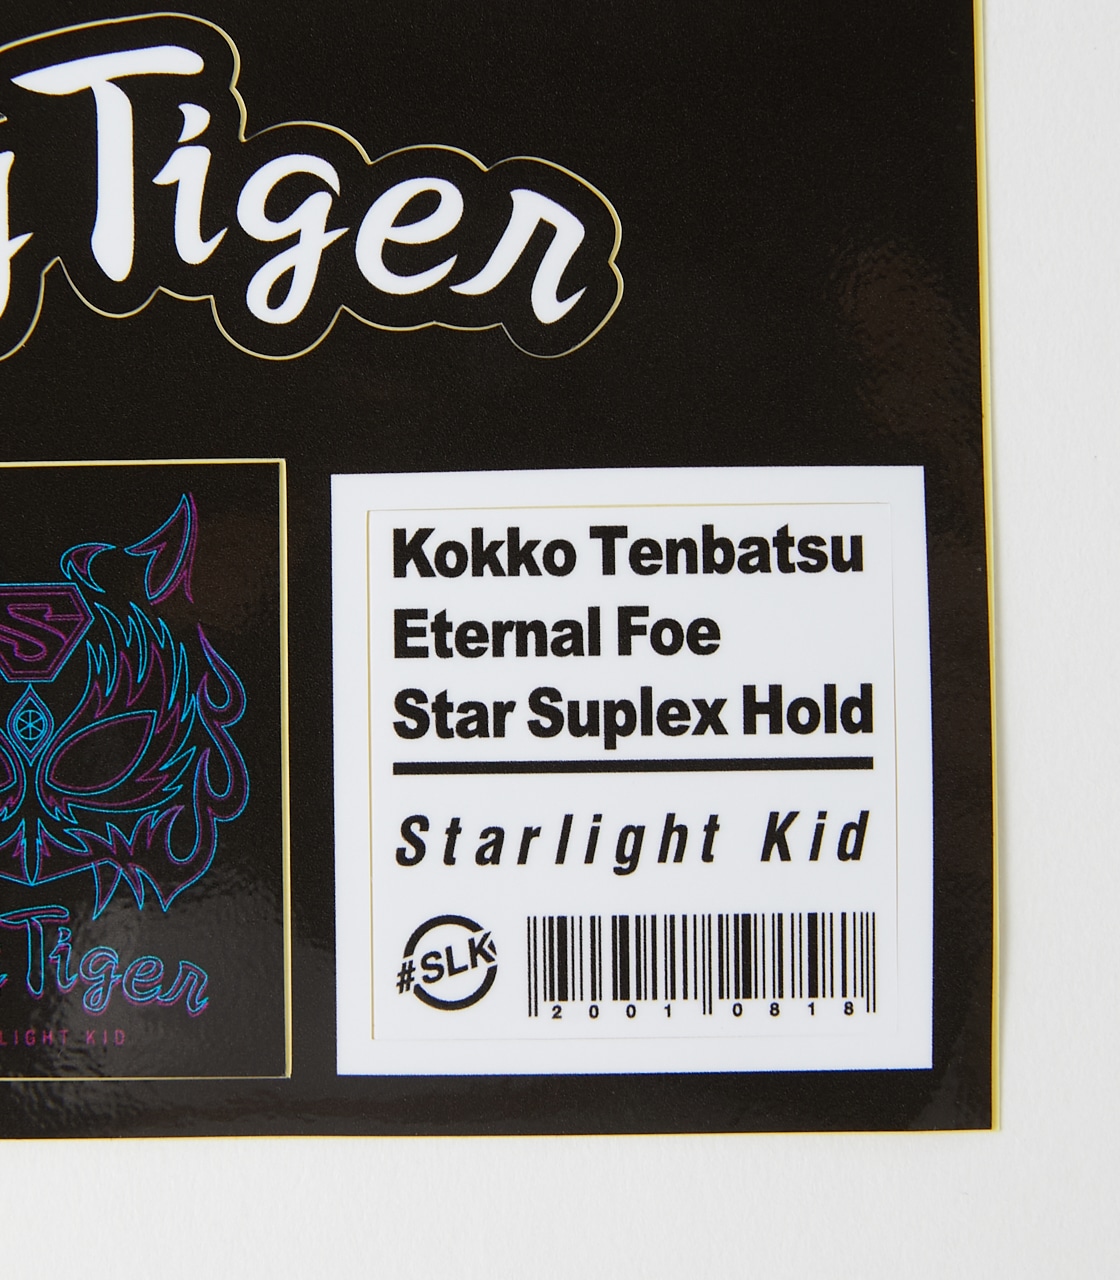 Tiger
Kokko Tenbatsu
Eternal Foe
Star Suplex Hold
Starlight Kid
#SLK
2001 0818
S
Tiger
LIGHT KID